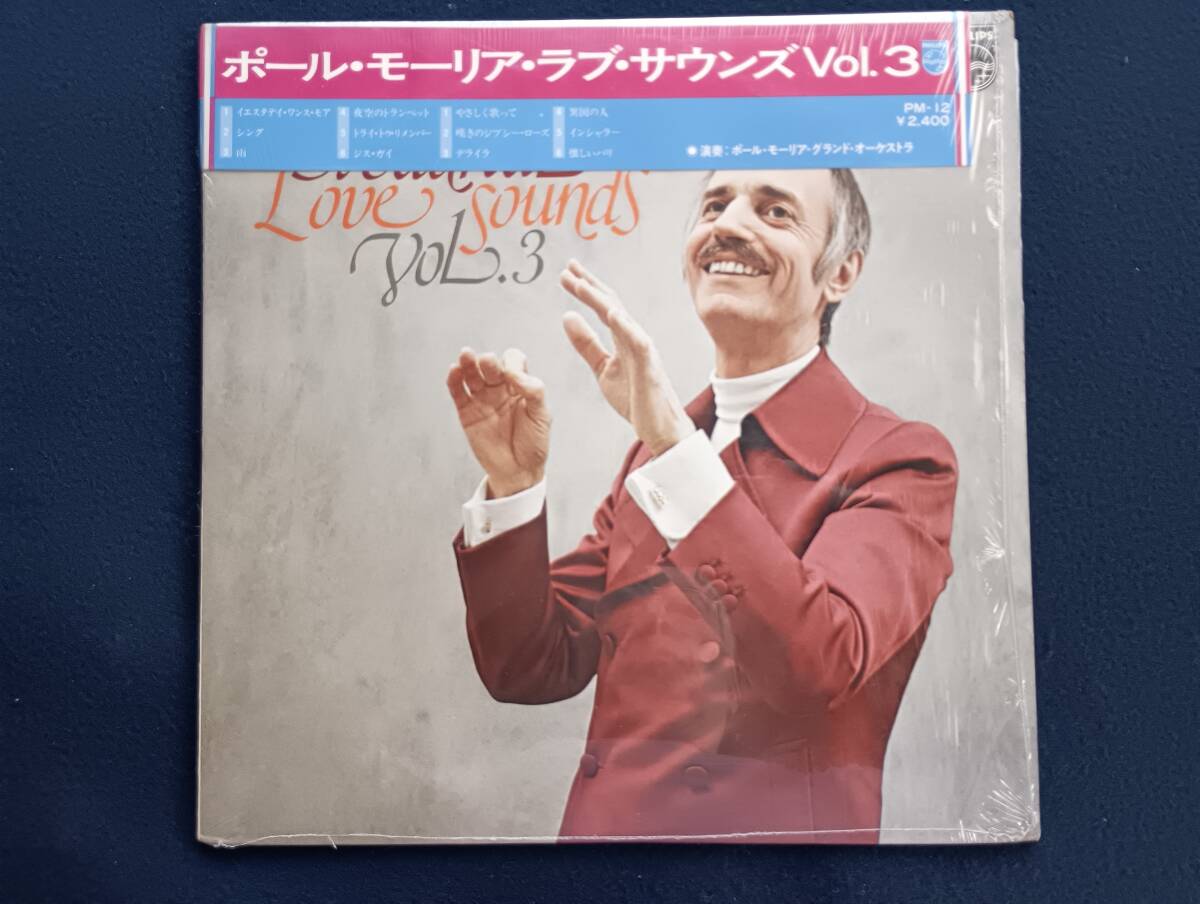 ポール・モーリア・ラブ・サウンズ Vol.3
PHILIPS
1 イエスタデイ・ワンス・モア
2 シング
3 雨
4 夜空のトランペット
5 トライ・トゥ・リメンバー
6 ジス・ガイ
1 やさしく歌って
2 嘆きのジプシー・ローズ
3 デライラ
4 異国の人
5 インシャラー
6 憎しいパリ
PM-12
¥2,400
●演奏:ポール・モーリア・グランド・オーケストラ
Love Sounds
Vol.3